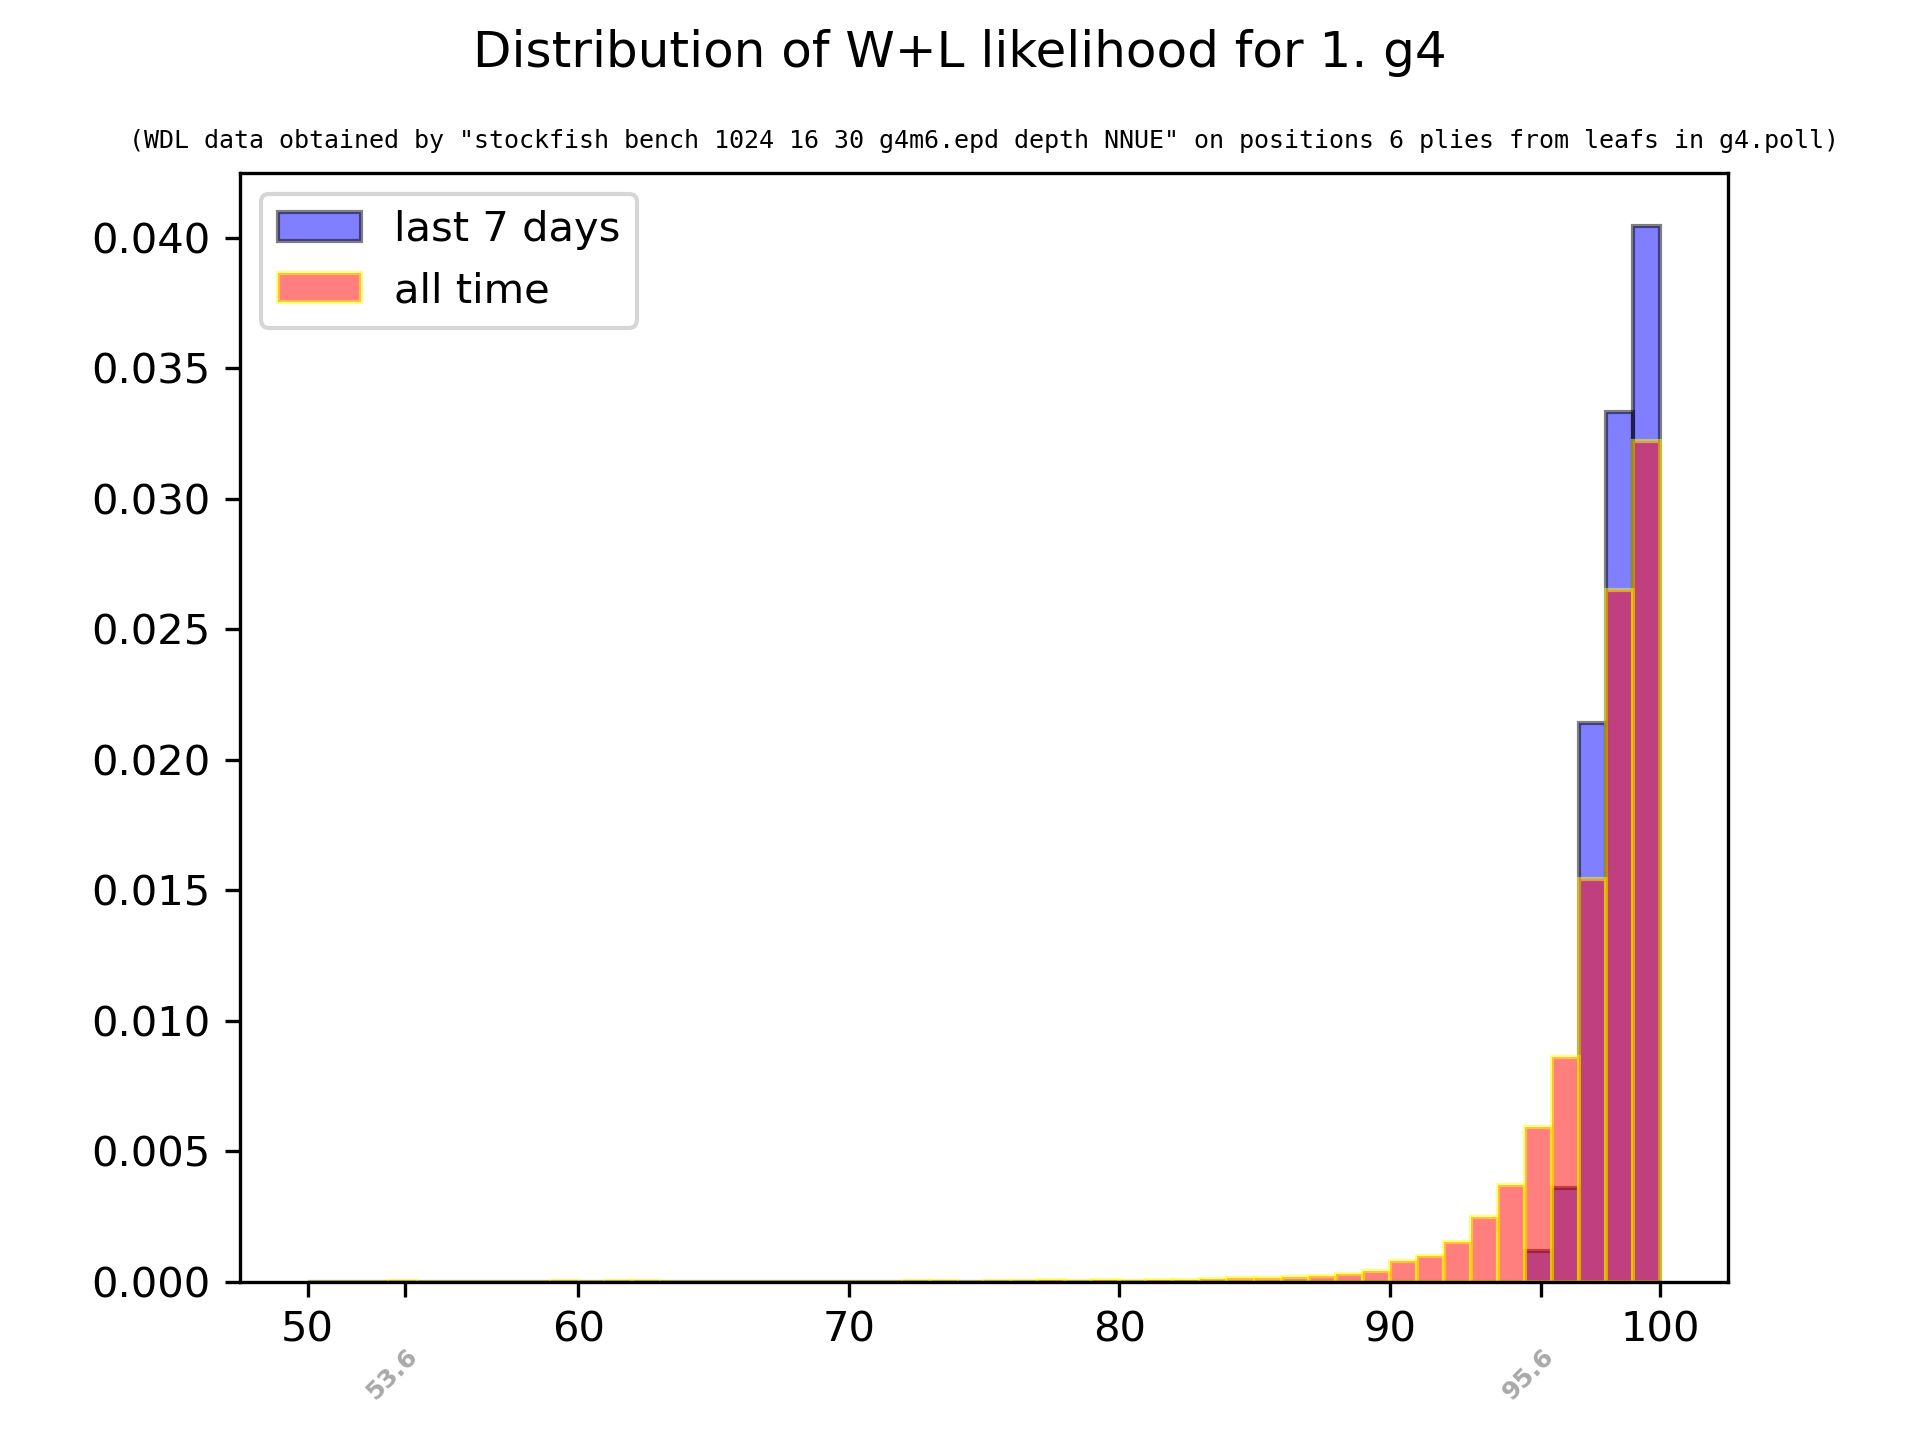 Distribution of W+L likelihood for 1. g4
(WDL data obtained by "stockfish bench 1024 16 30 g4m6.epd depth NNUE" on positions 6 plies from leafs in g4.poll)
last 7 days
all time
0.040
0.035
0.030
0.025
0.020
0.015
0.010
0.005
0.000
50 60 70 80 90 100
53.6 95.6